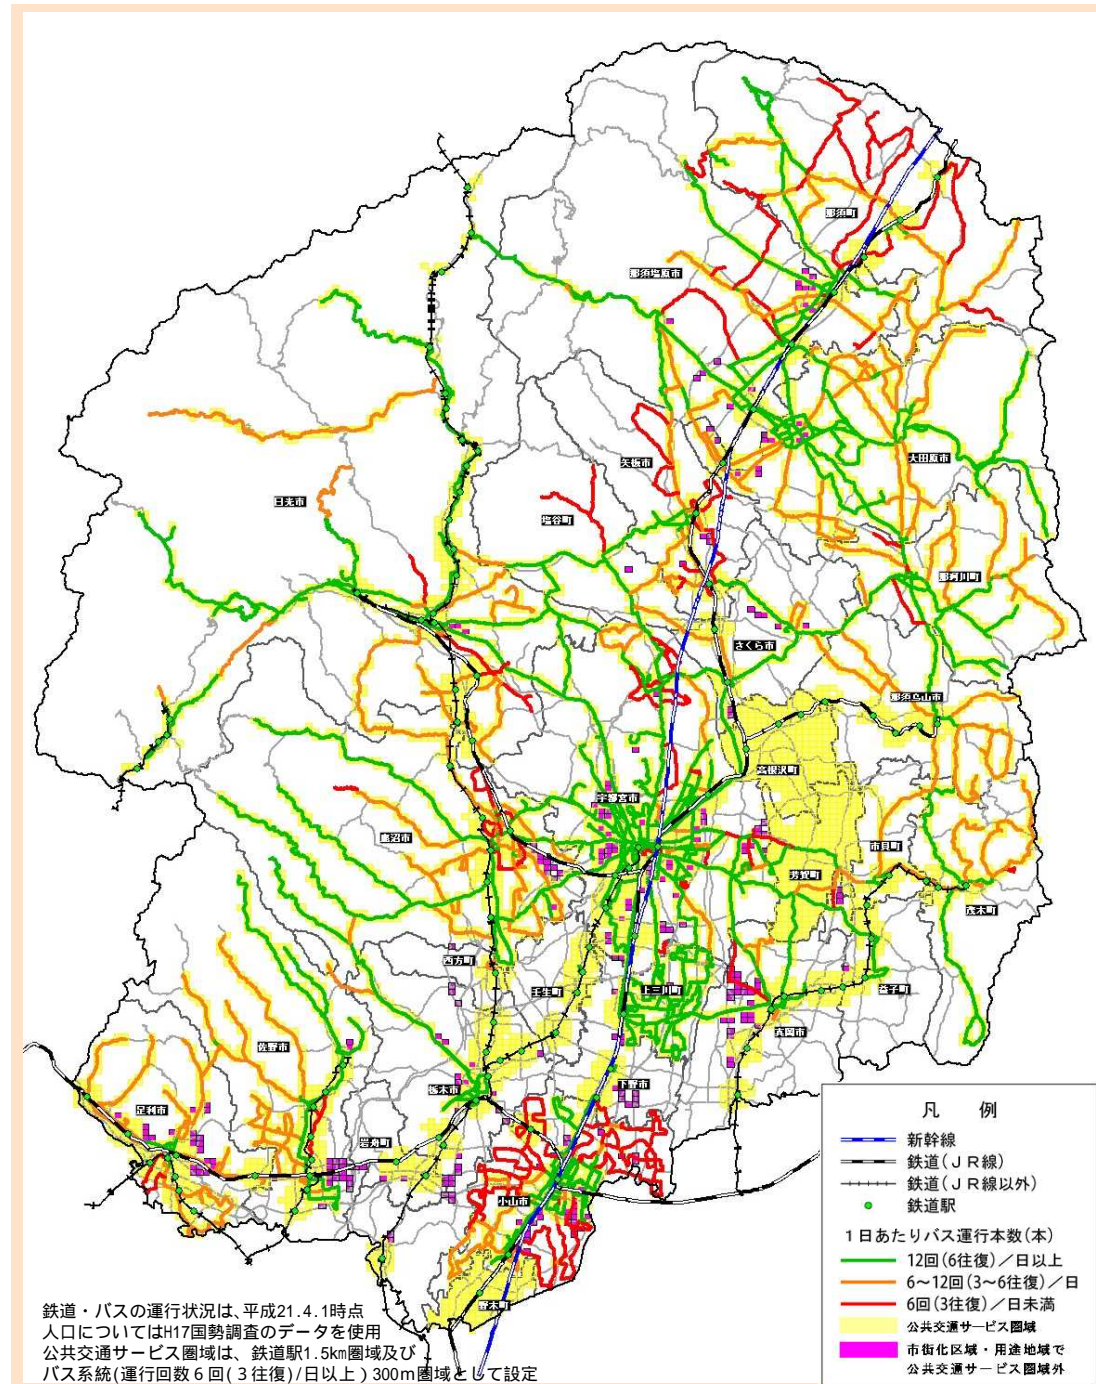 那須町
那須塩原市
大田原市
矢板市
塩谷町
日光市
那珂川町
さくら市
那須烏山市
高根沢町
宇都宮市
鹿沼市
市貝町
芳賀町
茂木町
西方町
壬生町
上三川町
益子町
真岡市
佐野市
下野市
栃木市
足利市
岩舟町
小山市
野木町
凡 例
新幹線
鉄道(JR線)
鉄道(JR線以外)
鉄道駅
1日あたりバス運行本数(本)
12回(6往復)/日以上
6～12回(3～6往復)/日
6回(3往復)/日未満
公共交通サービス圏域
市街化区域・用途地域で
公共交通サービス圏域外
鉄道・バスの運行状況は、平成21.4.1時点
人口についてはH17国勢調査のデータを使用
公共交通サービス圏域は、鉄道駅1.5km圏域及び
バス系統(運行回数6回(3往復)/日以上)300m圏域として設定